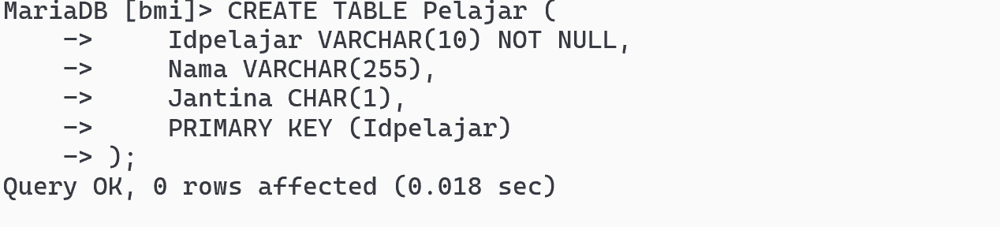 MariaDB [bmi]> CREATE TABLE Pelajar (
    ->     Idpelajar VARCHAR(10) NOT NULL,
    ->     Nama VARCHAR(255),
    ->     Jantina CHAR(1),
    ->     PRIMARY KEY (Idpelajar)
    -> );
Query OK, 0 rows affected (0.018 sec)